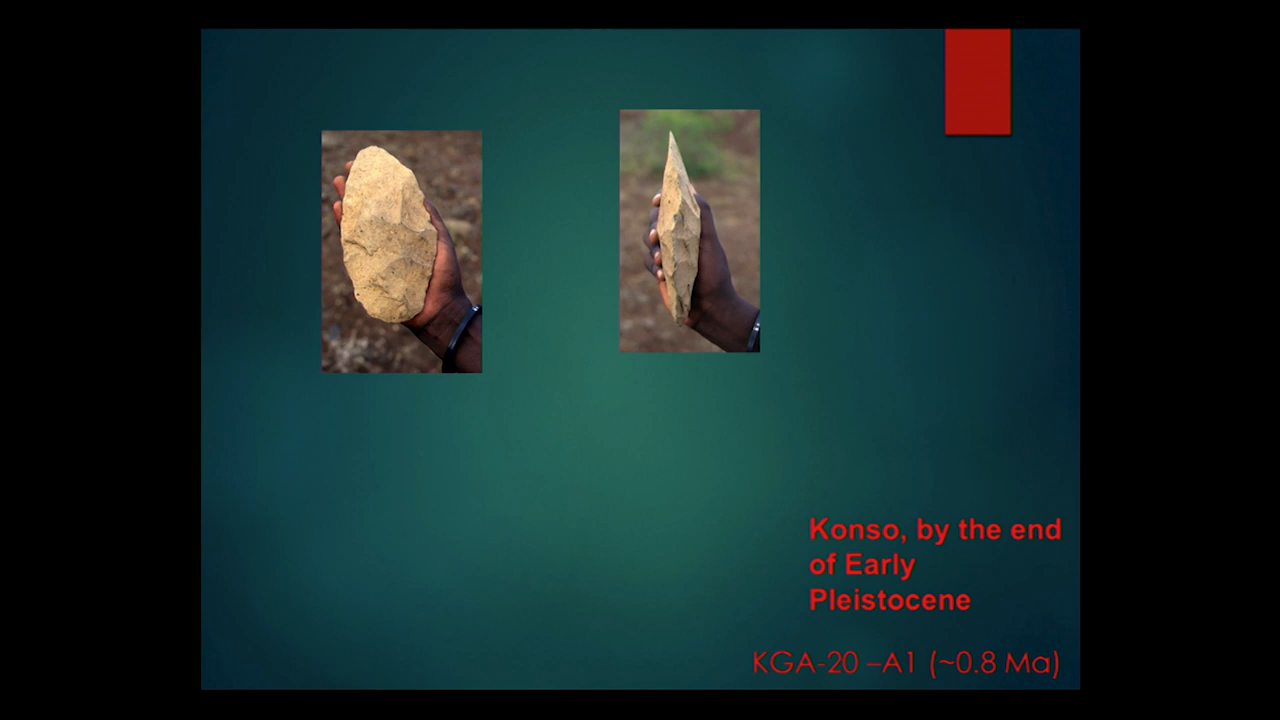 Konso, by the end
of Early
Pleistocene
KGA-20 –A1 (~0.8 Ma)